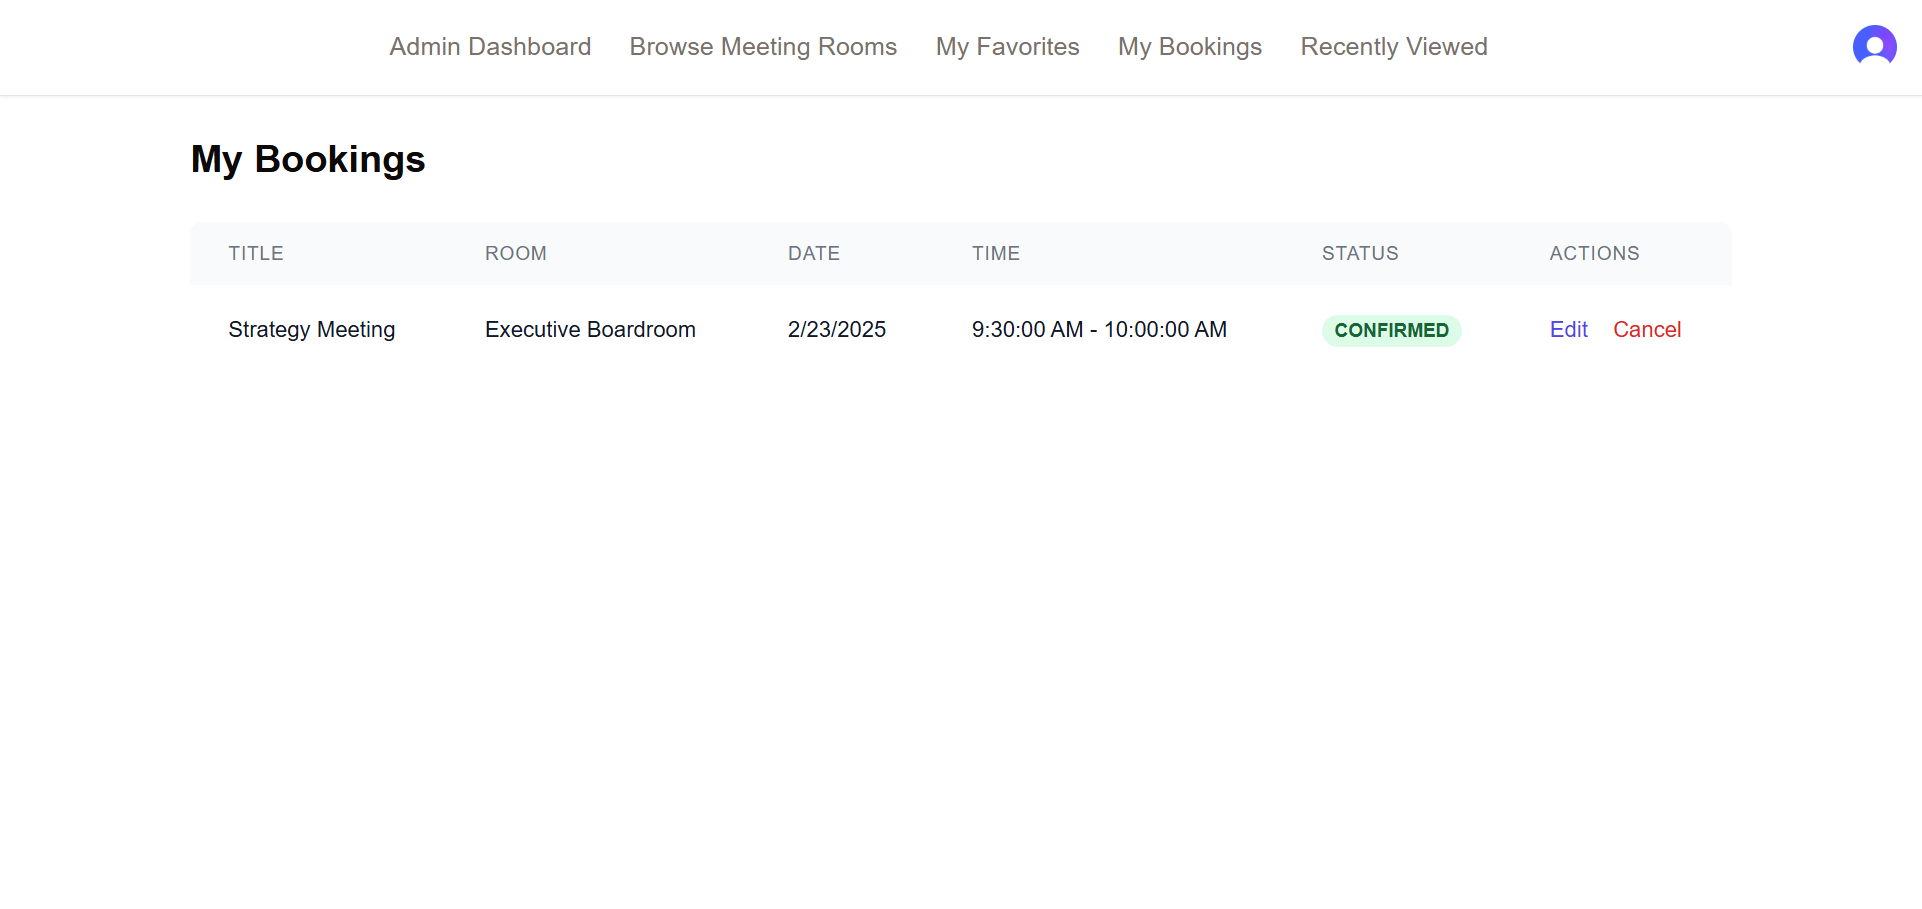 Admin Dashboard Browse Meeting Rooms My Favorites My Bookings Recently Viewed
My Bookings
TITLE ROOM DATE TIME STATUS ACTIONS
Strategy Meeting Executive Boardroom 2/23/2025 9:30:00 AM - 10:00:00 AM CONFIRMED Edit Cancel